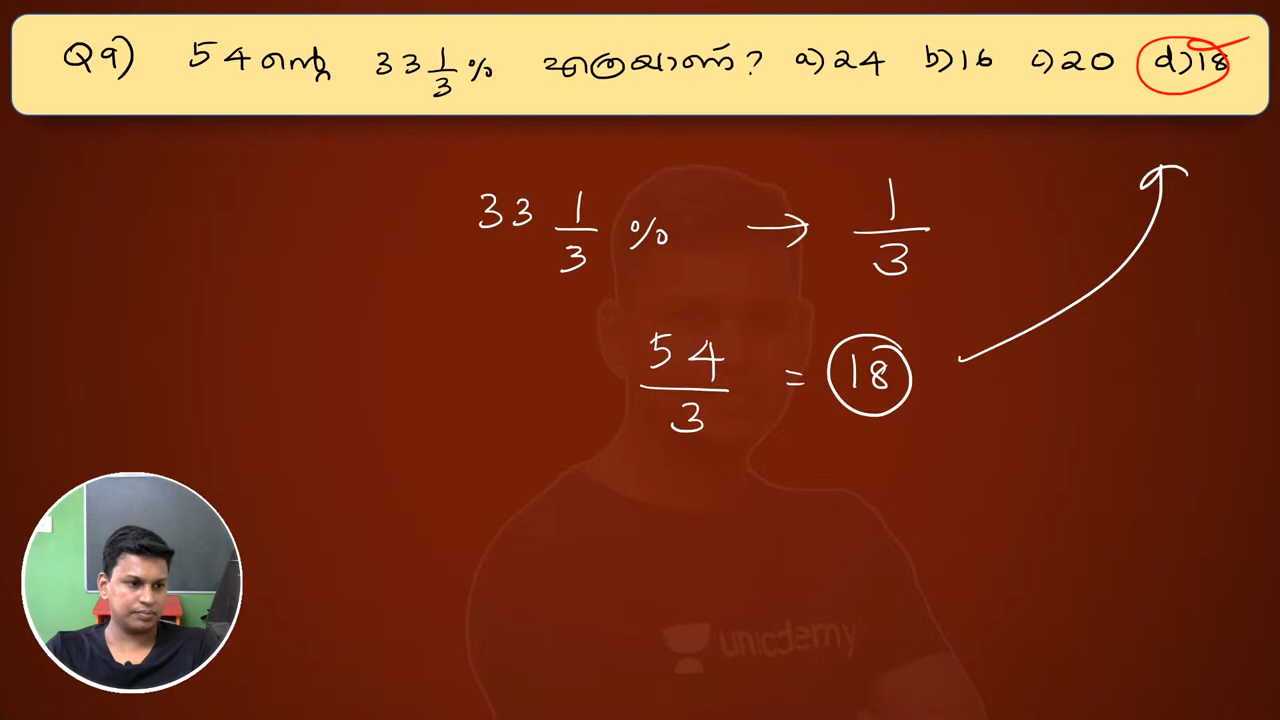 Q9) 54ന്റെ 33 1/3 % എത്രയാണ്? a) 24 b) 16 c) 20 d) 18
33 1/3 % → 1/3
54/3 = 18
unacademy